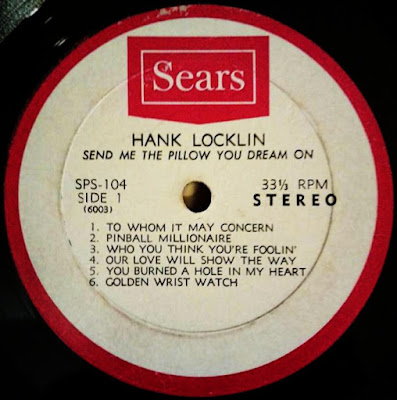 Sears
HANK LOCKLIN
SEND ME THE PILLOW YOU DREAM ON
SPS-104
33⅓ RPM
SIDE 1
STEREO
(6003)
1. TO WHOM IT MAY CONCERN
2. PINBALL MILLIONAIRE
3. WHO YOU THINK YOU'RE FOOLIN'
4. OUR LOVE WILL SHOW THE WAY
5. YOU BURNED A HOLE IN MY HEART
6. GOLDEN WRIST WATCH